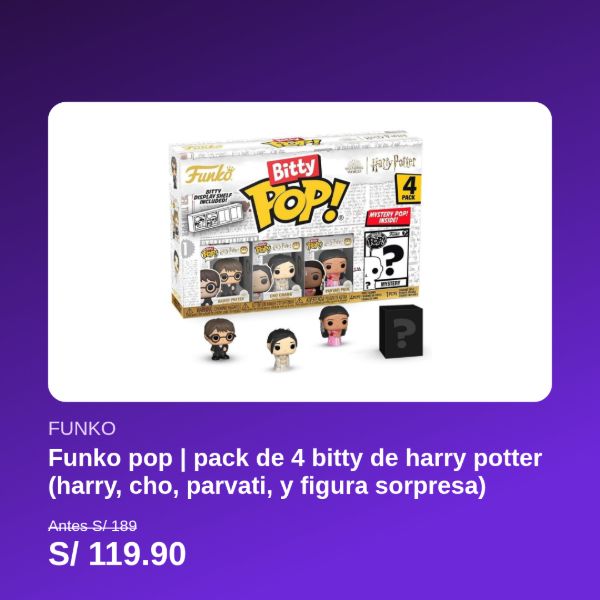 Funko
Bitty
POP!
Harry Potter
BITTY
DISPLAY SHELF
INCLUDED!
4
PACK
MYSTERY POP!
INSIDE!
?
MYSTERY
HARRY POTTER
CHO CHANG
PARVATI PATIL
?
FUNKO
Funko pop | pack de 4 bitty de harry potter
(harry, cho, parvati, y figura sorpresa)
Antes S/ 189
S/ 119.90